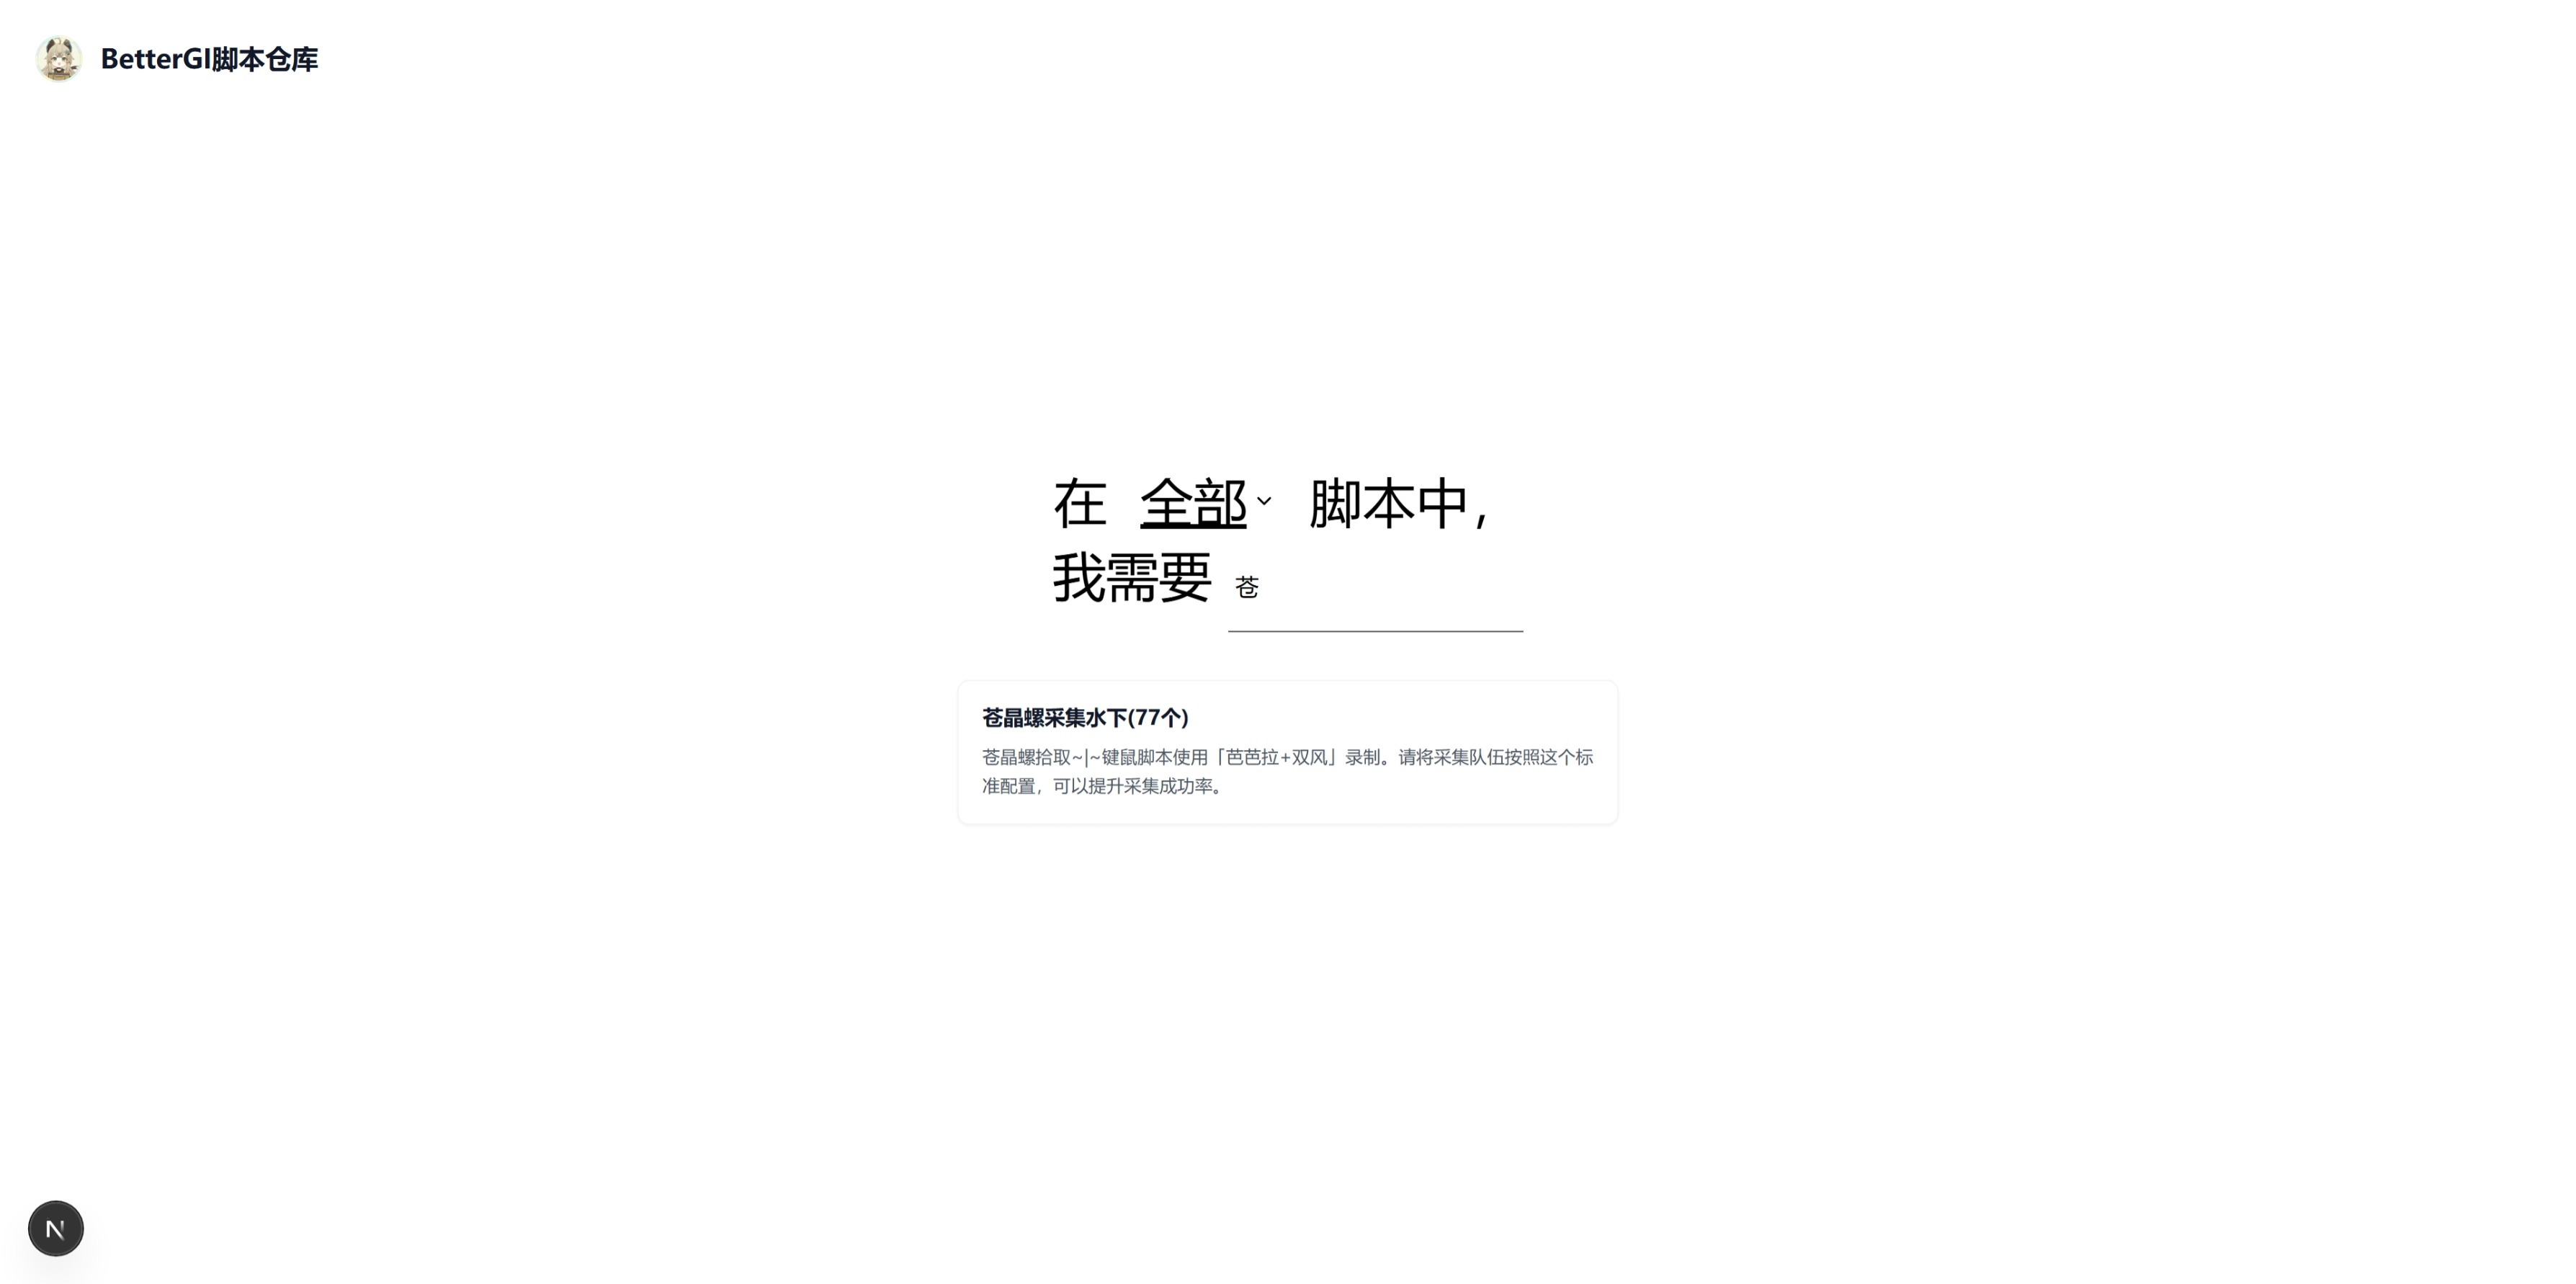 BetterGI脚本仓库
在 全部 脚本中，
我需要 苍
苍晶螺采集水下(77个)
苍晶螺拾取~|~键鼠脚本使用「芭芭拉+双风」录制。请将采集队伍按照这个标
准配置，可以提升采集成功率。
N